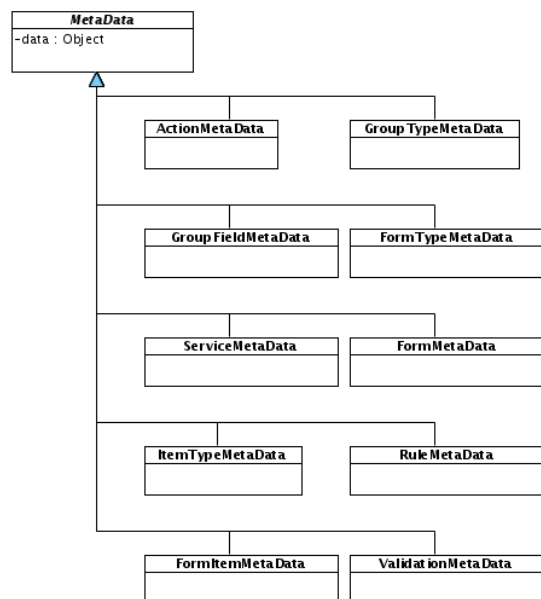 MetaData
-data : Object
ActionMetaData
GroupTypeMetaData
GroupFieldMetaData
FormTypeMetaData
ServiceMetaData
FormMetaData
ItemTypeMetaData
RuleMetaData
FormItemMetaData
ValidationMetaData